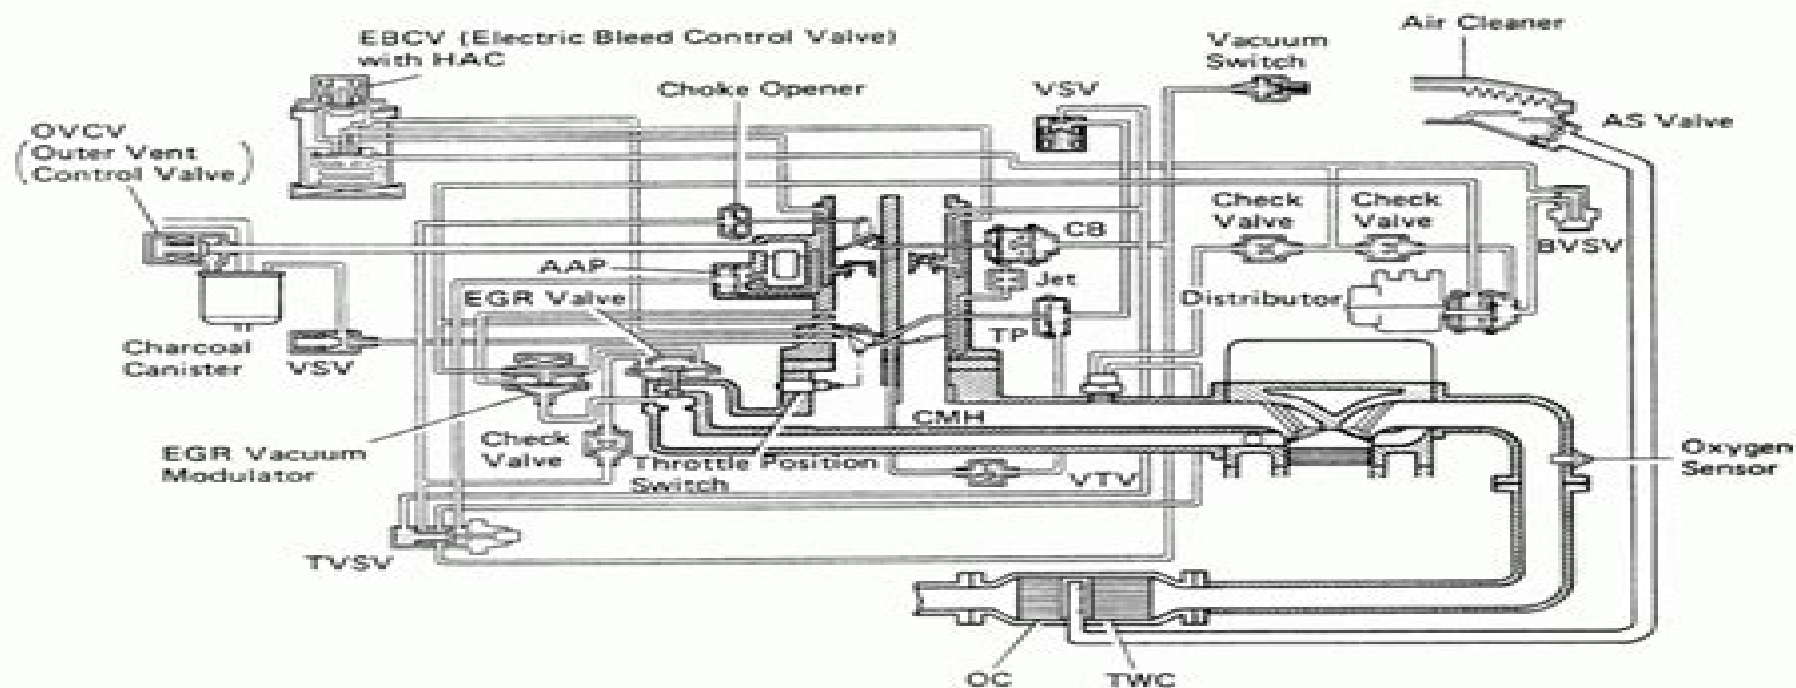 EBCV (Electric Bleed Control Valve)
with HAC
Choke Opener
VSV
Vacuum
Switch
Air Cleaner
AS Valve
OVCV
(Outer Vent
Control Valve)
Check
Valve
Check
Valve
CB
BVSV
AAP
Jet
EGR Valve
Distributor
TP
Charcoal
Canister
VSV
CMH
EGR Vacuum
Modulator
Check
Valve
Throttle Position
Switch
VTV
Oxygen
Sensor
TVSV
OC
TWC